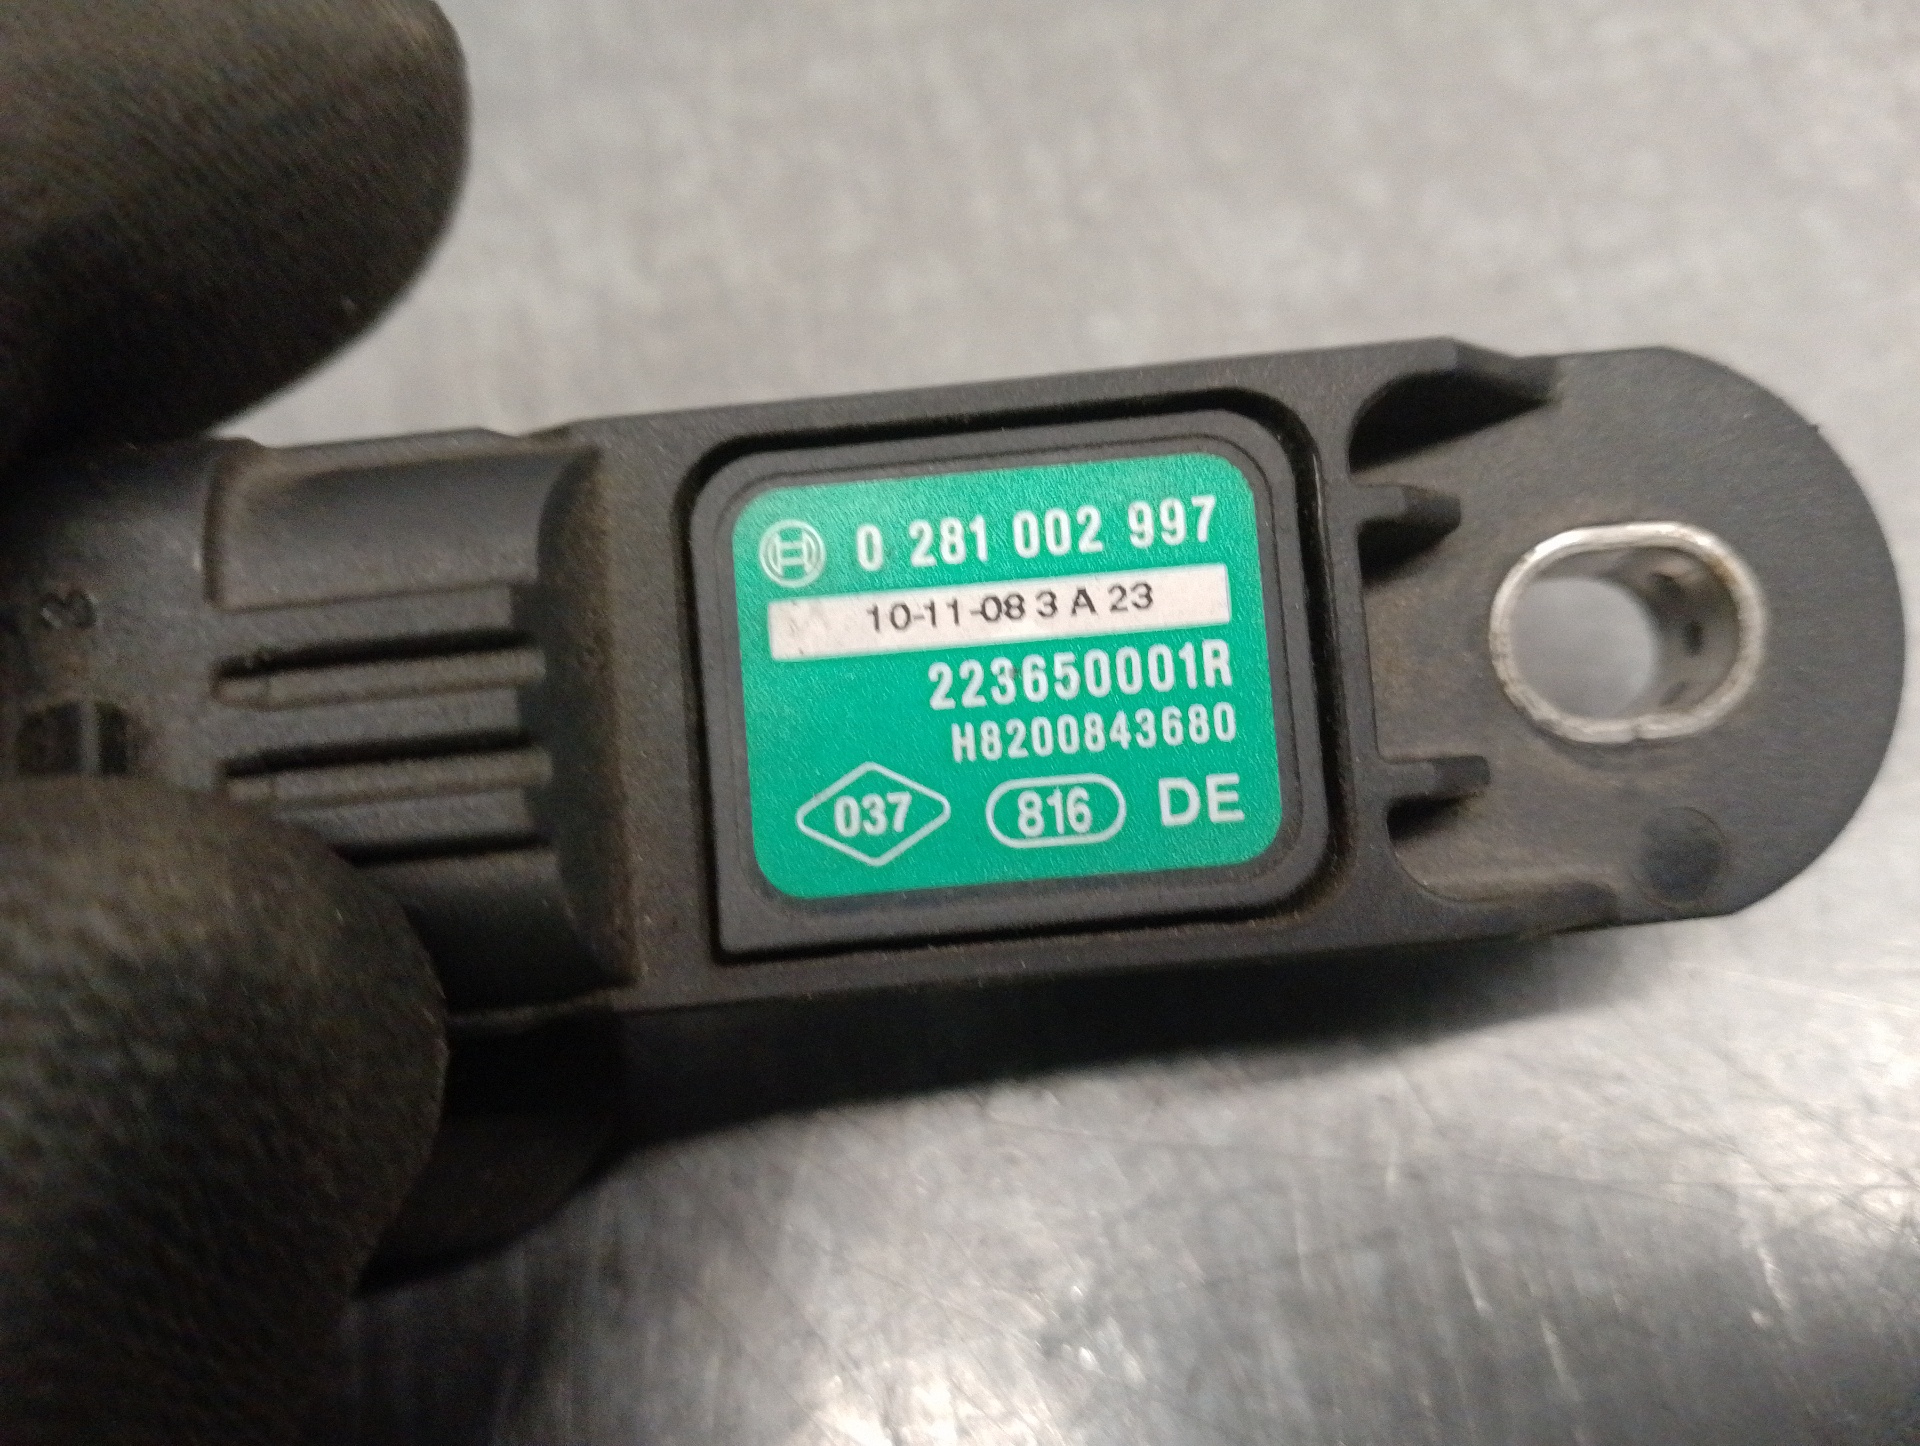 0 281 002 997
10-11-08 3 A 23
223650001R
H8200843680
037 816 DE